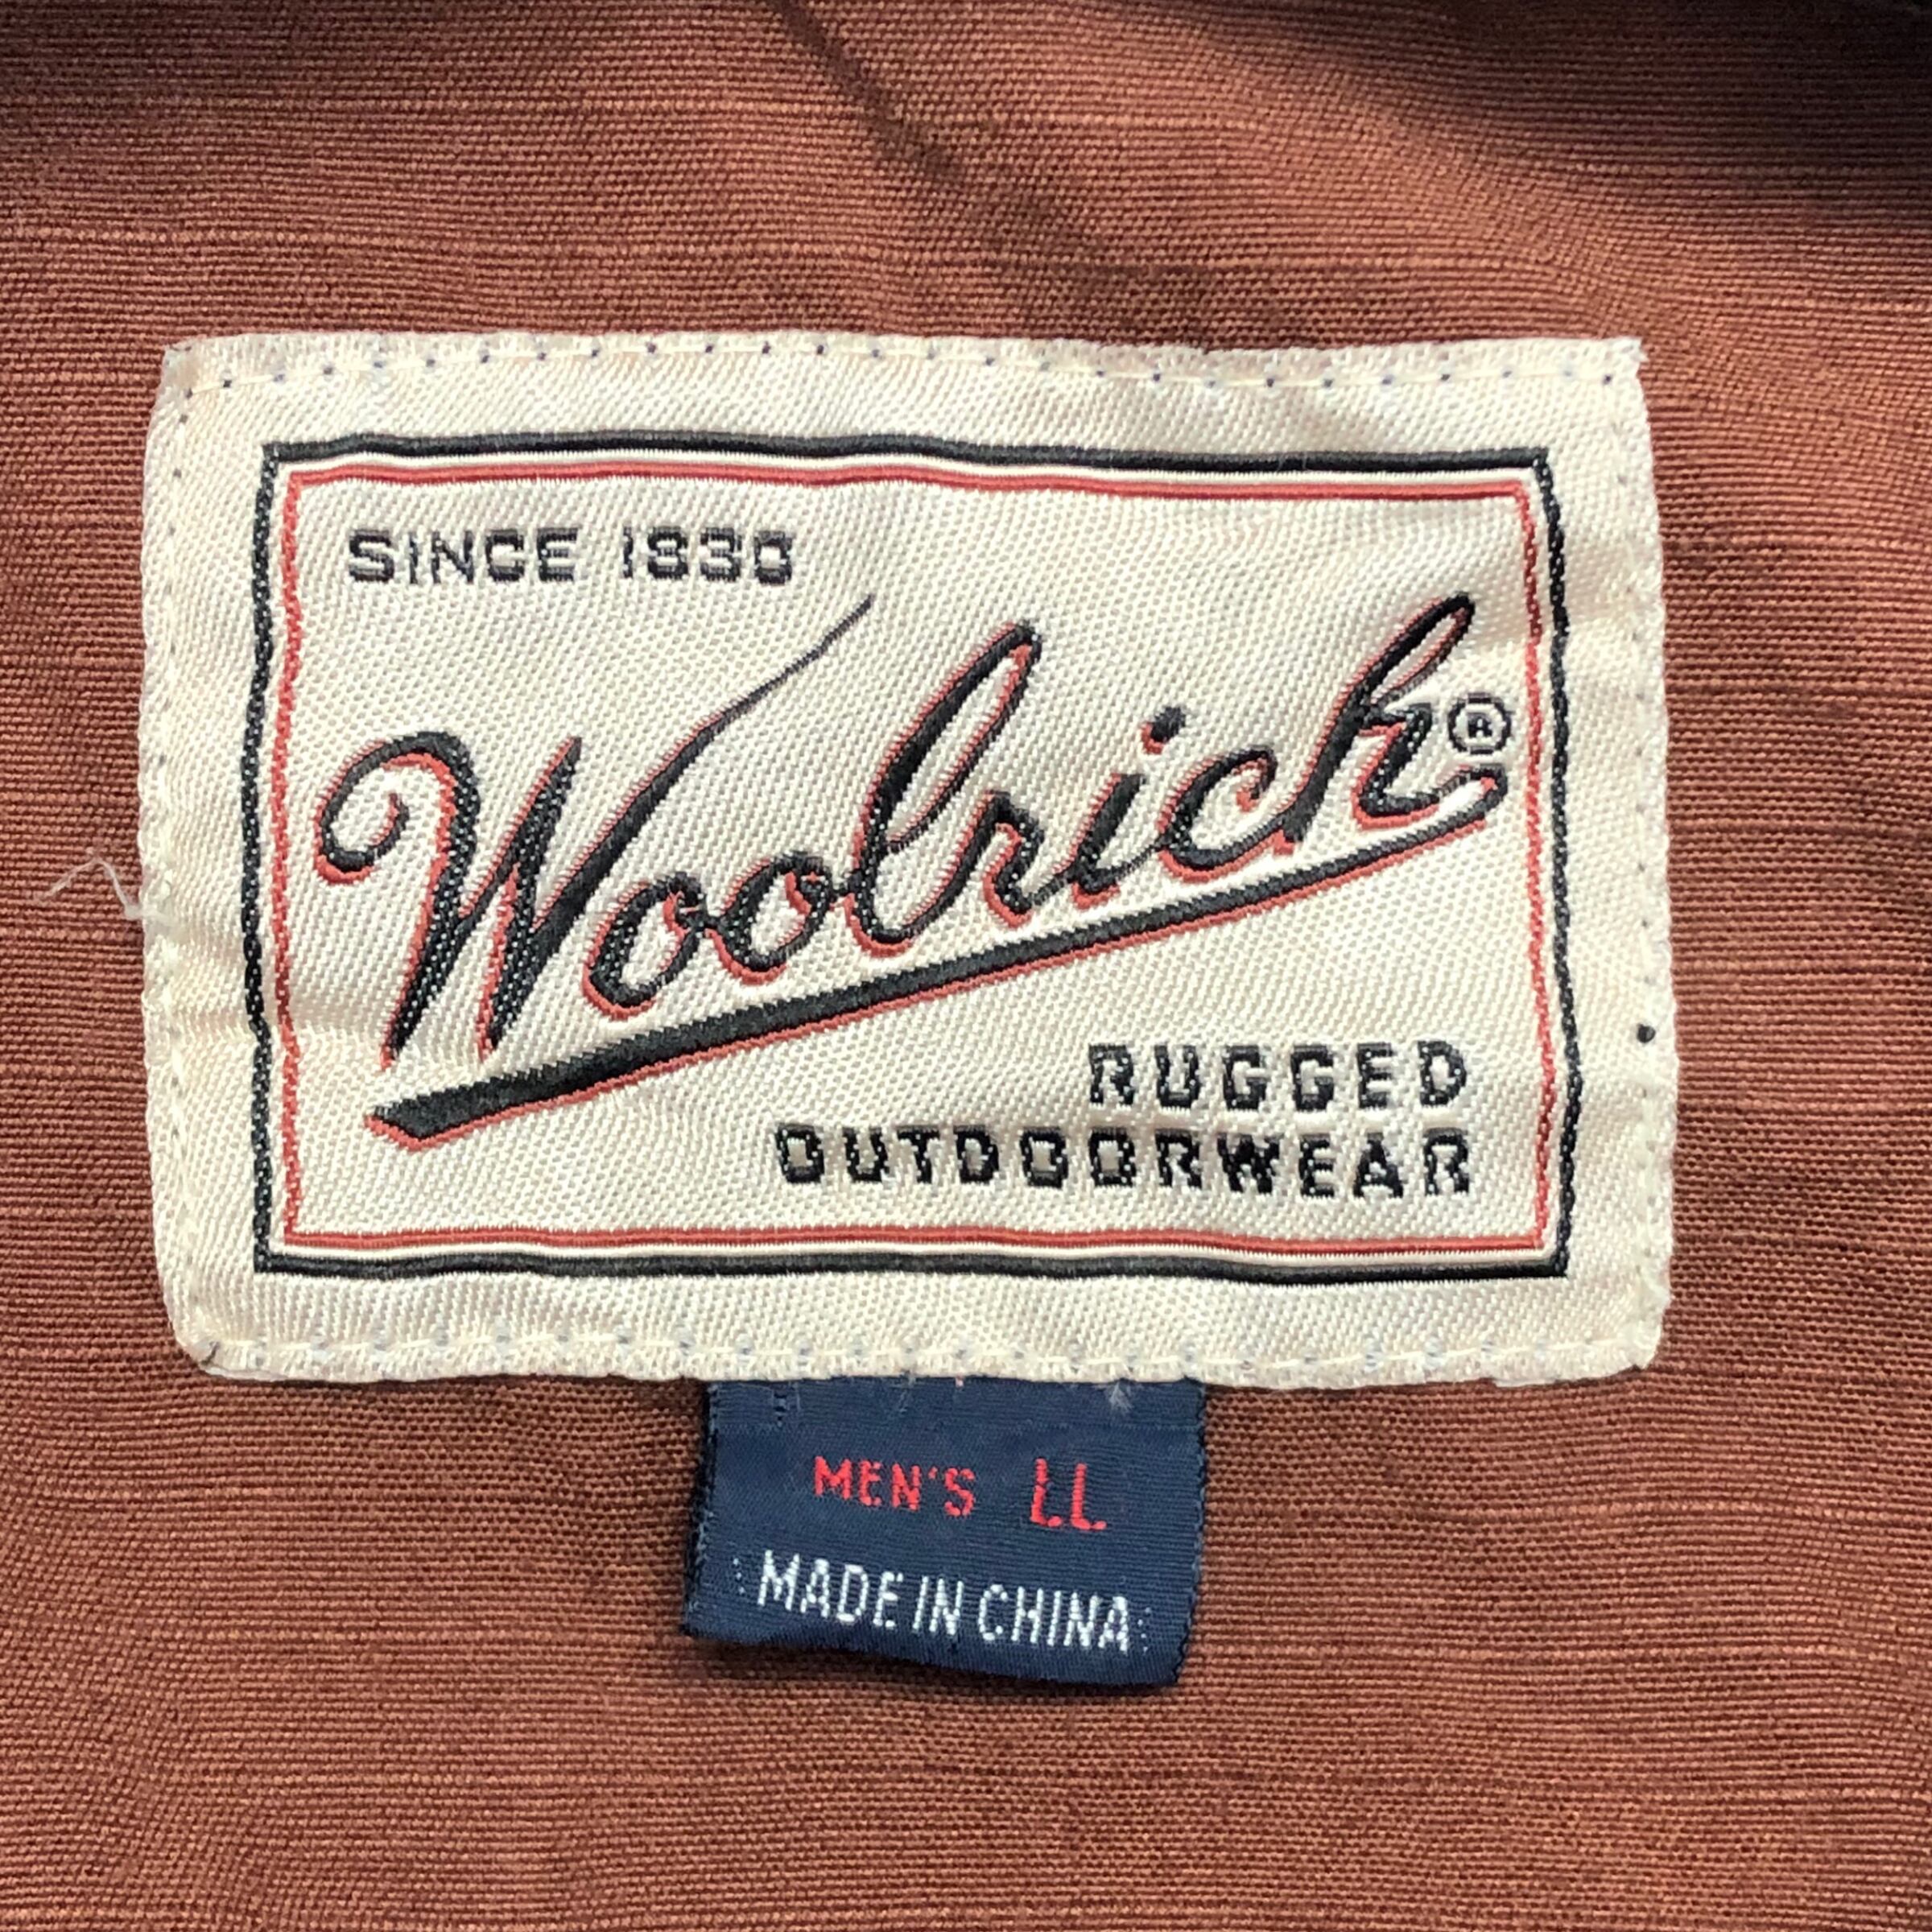 SINCE 1830
Woolrich®
RUGGED
OUTDOORWEAR
MEN'S LL
MADE IN CHINA